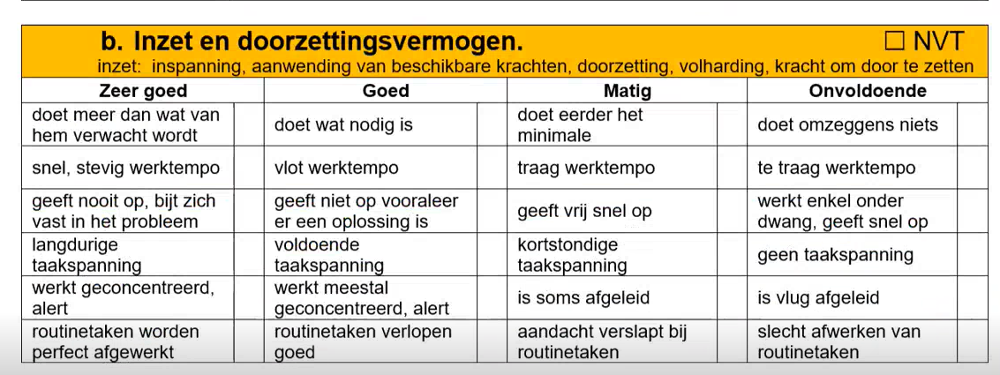 b. Inzet en doorzettingsvermogen. ☐ NVT
inzet: inspanning, aanwending van beschikbare krachten, doorzetting, volharding, kracht om door te zetten
Zeer goed Goed Matig Onvoldoende
doet meer dan wat van
hem verwacht wordt
doet wat nodig is
doet eerder het
minimale
doet omzeggens niets
snel, stevig werktempo
vlot werktempo
traag werktempo
te traag werktempo
geeft nooit op, bijt zich
vast in het probleem
geeft niet op vooraleer
er een oplossing is
geeft vrij snel op
werkt enkel onder
dwang, geeft snel op
langdurige
taakspanning
voldoende
taakspanning
kortstondige
taakspanning
geen taakspanning
werkt geconcentreerd,
alert
werkt meestal
geconcentreerd, alert
is soms afgeleid
is vlug afgeleid
routinetaken worden
perfect afgewerkt
routinetaken verlopen
goed
aandacht verslapt bij
routinetaken
slecht afwerken van
routinetaken